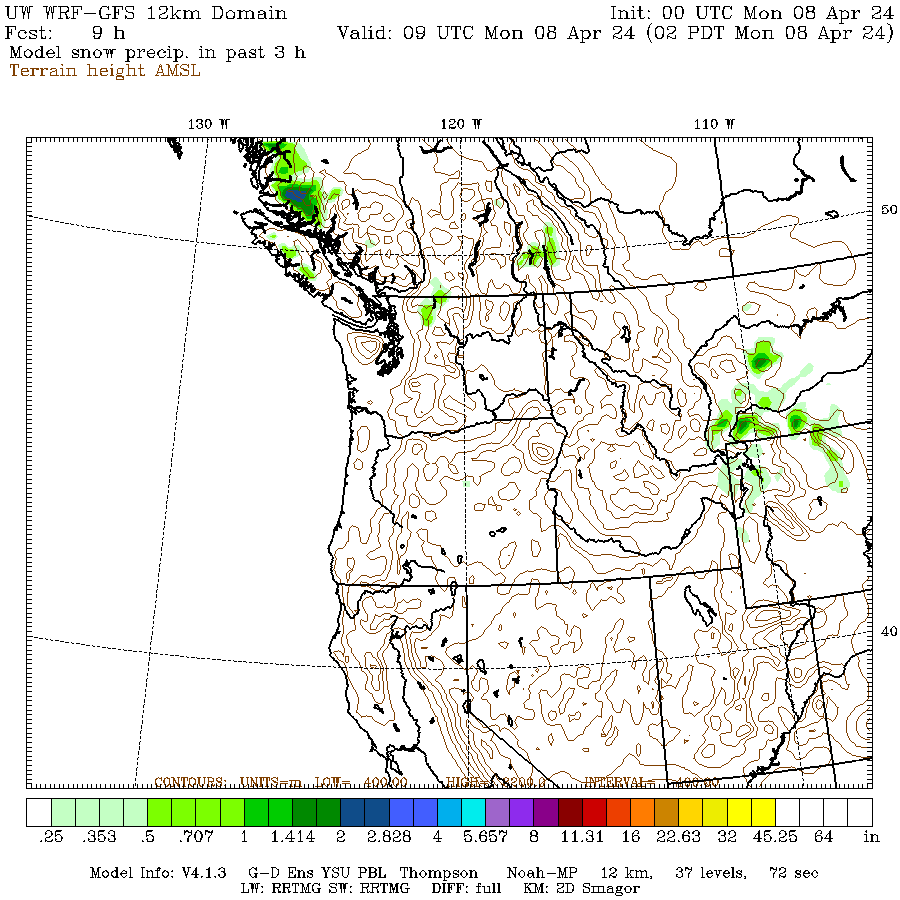 UW WRF-GFS 12km Domain Init: 00 UTC Mon 08 Apr 24
Fcst: 9 h Valid: 09 UTC Mon 08 Apr 24 (02 PDT Mon 08 Apr 24)
Model snow precip. in past 3 h
Terrain height AMSL
130 W 120 W 110 W
50
40
CONTOURS: UNITS=m LOW= 400.00 HIGH= 3200.0 INTERVAL= 400.00
.25 .353 .5 .707 1 1.414 2 2.828 4 5.657 8 11.31 16 22.63 32 45.25 64 in
Model Info: V4.1.3 G-D Ens YSU PBL Thompson Noah-MP 12 km, 37 levels, 72 sec
LW: RRTMG SW: RRTMG DIFF: full KM: 2D Smagor